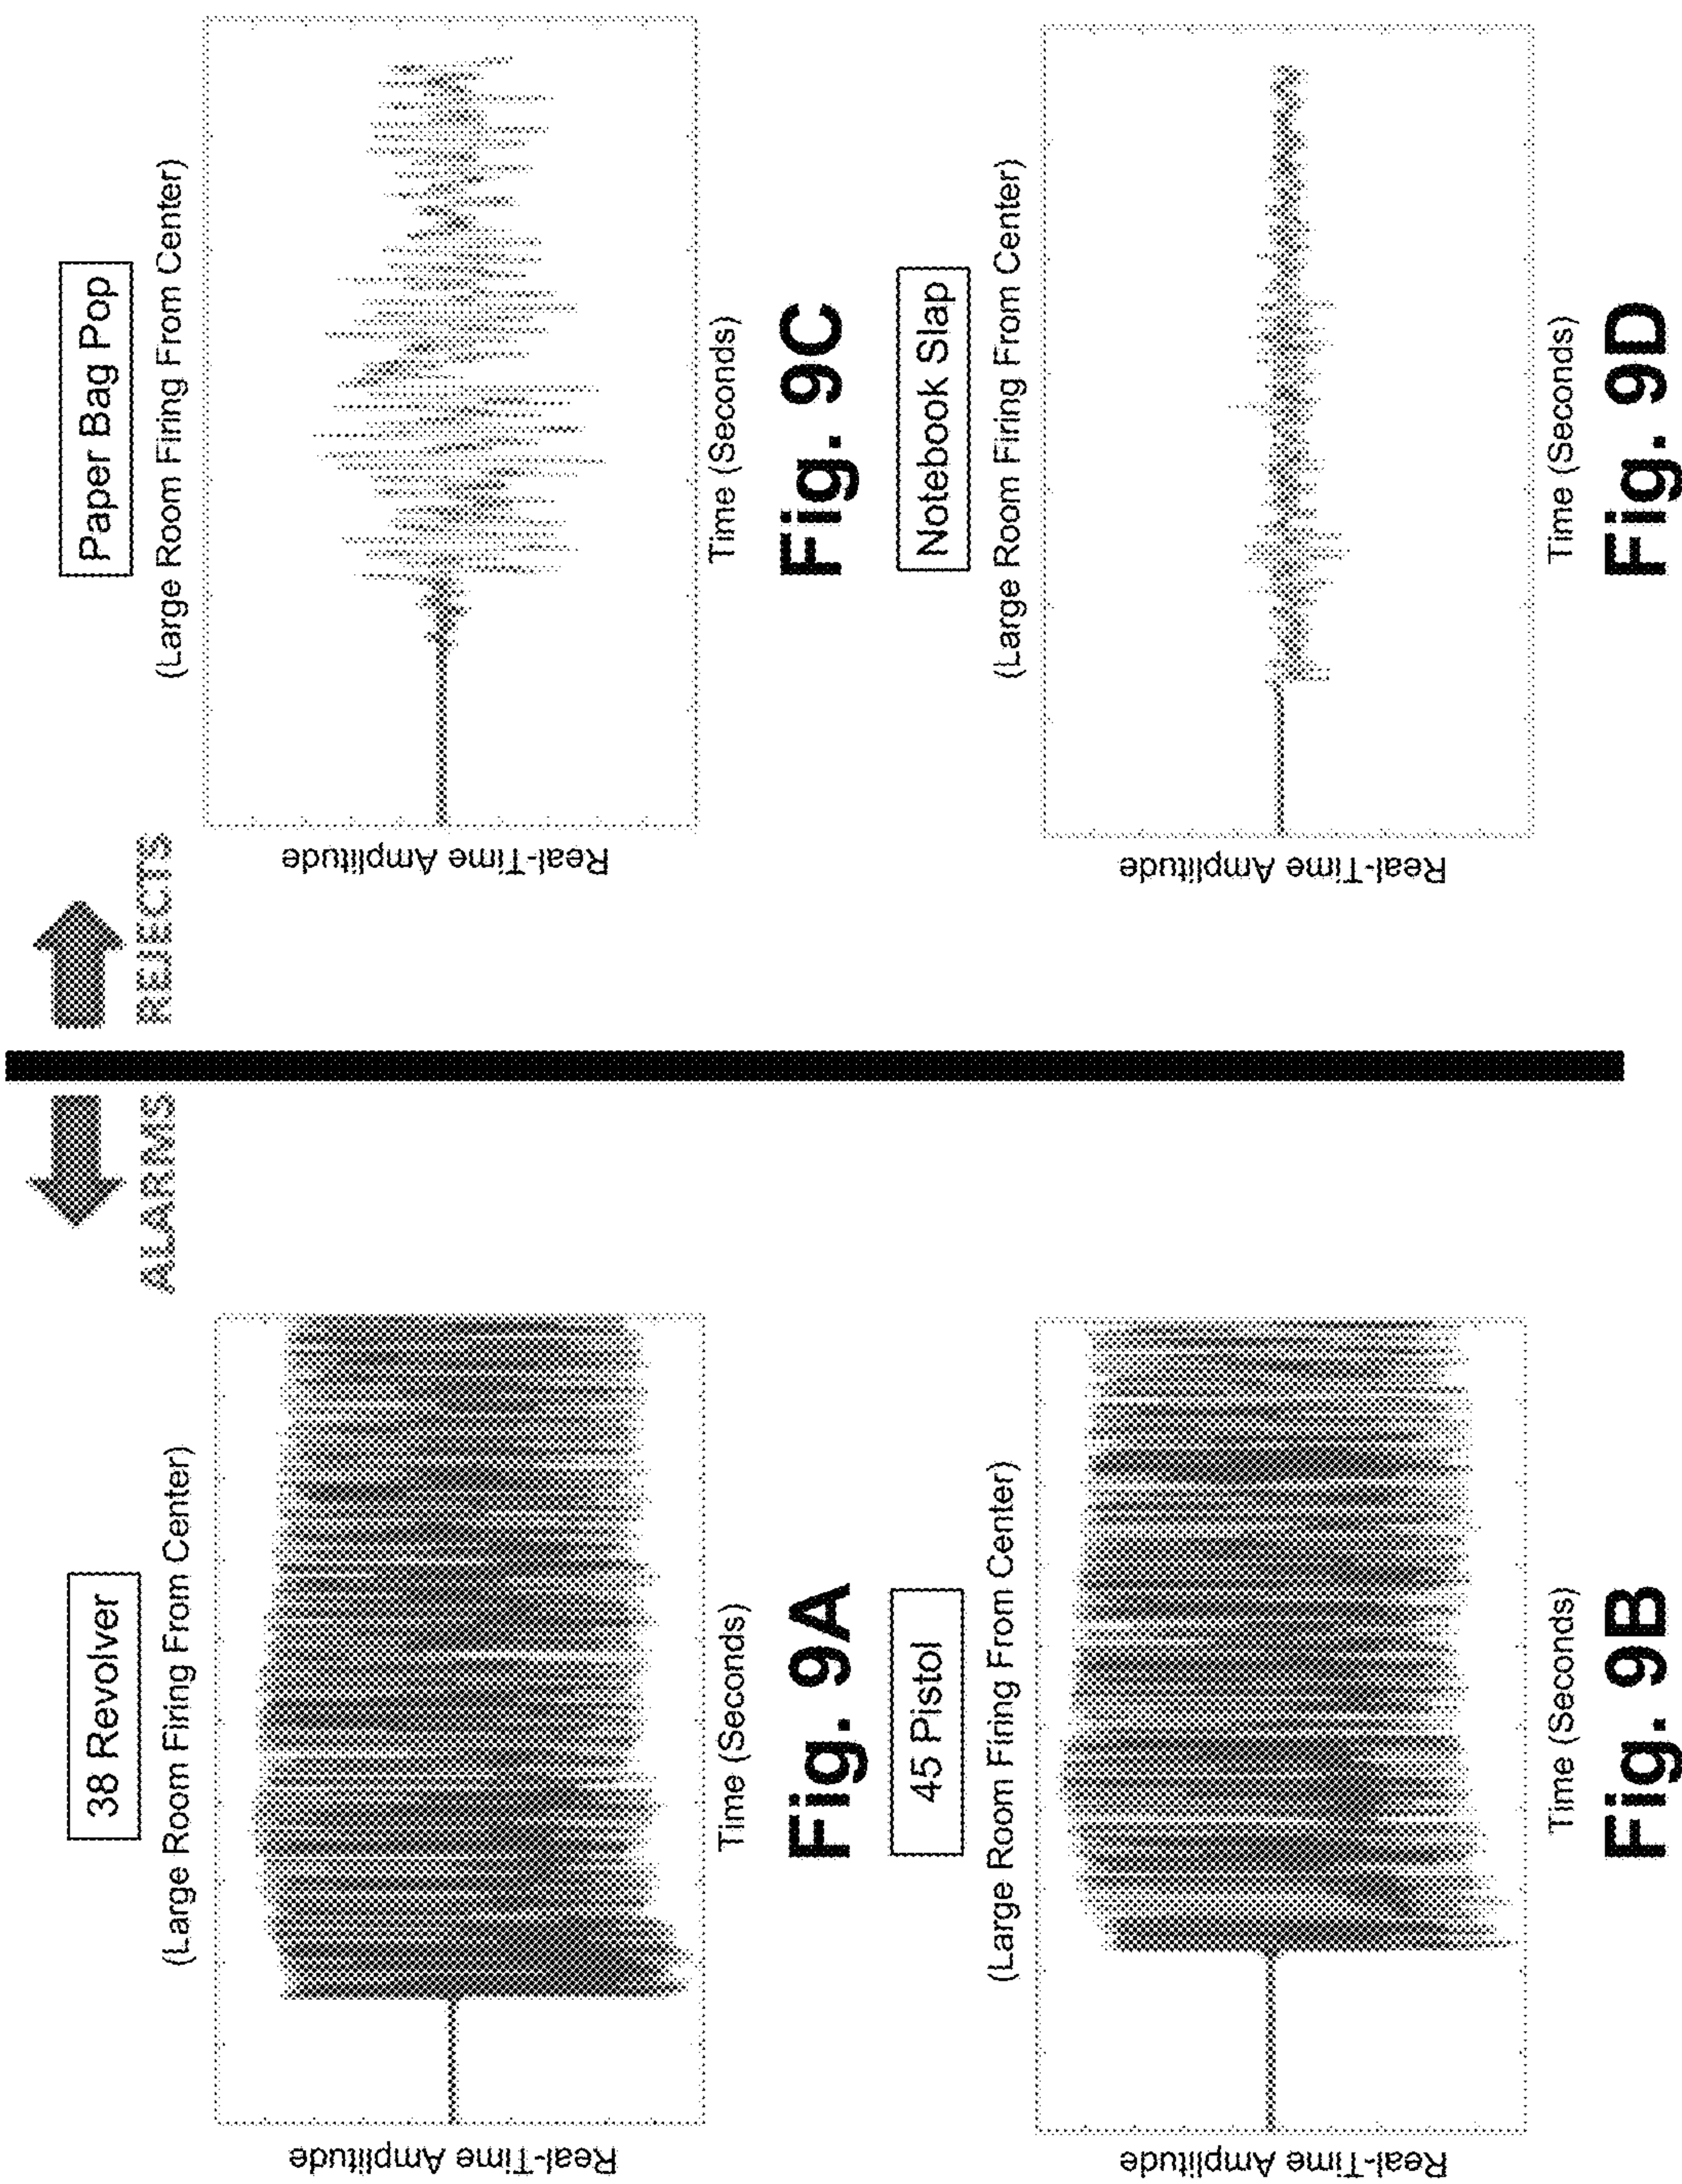 ALARMS
REJECTS
38 Revolver
(Large Room Firing From Center)
Real-Time Amplitude
Time (Seconds)
Fig. 9A
Paper Bag Pop
(Large Room Firing From Center)
Real-Time Amplitude
Time (Seconds)
Fig. 9C
45 Pistol
(Large Room Firing From Center)
Real-Time Amplitude
Time (Seconds)
Fig. 9B
Notebook Slap
(Large Room Firing From Center)
Real-Time Amplitude
Time (Seconds)
Fig. 9D